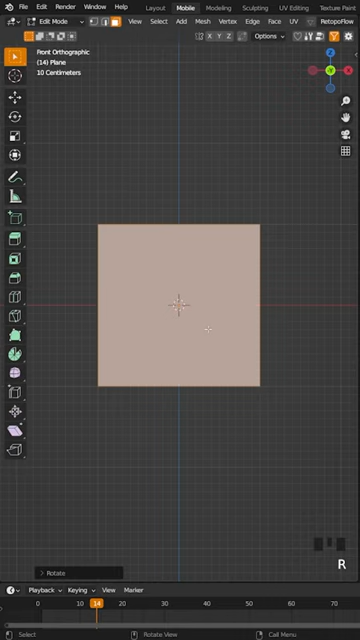 File Edit Render Window Help Layout Mobile Modeling Sculpting UV Editing Texture Paint
Edit Mode View Select Add Mesh Vertex Edge Face UV RetopoFlow
X Y Z Options
Front Orthographic
(14) Plane
10 Centimeters
Z
Y
X
R
> Rotate
Playback Keying View Marker
0 10 14 20 30 40 50 60 70
Select Rotate View Call Menu